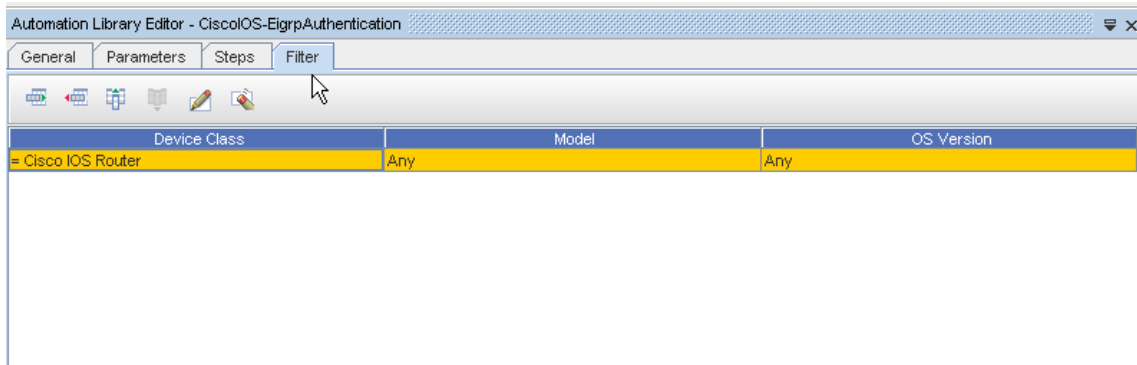 Automation Library Editor - CiscoIOS-EigrpAuthentication
General Parameters Steps Filter
Device Class Model OS Version
= Cisco IOS Router Any Any